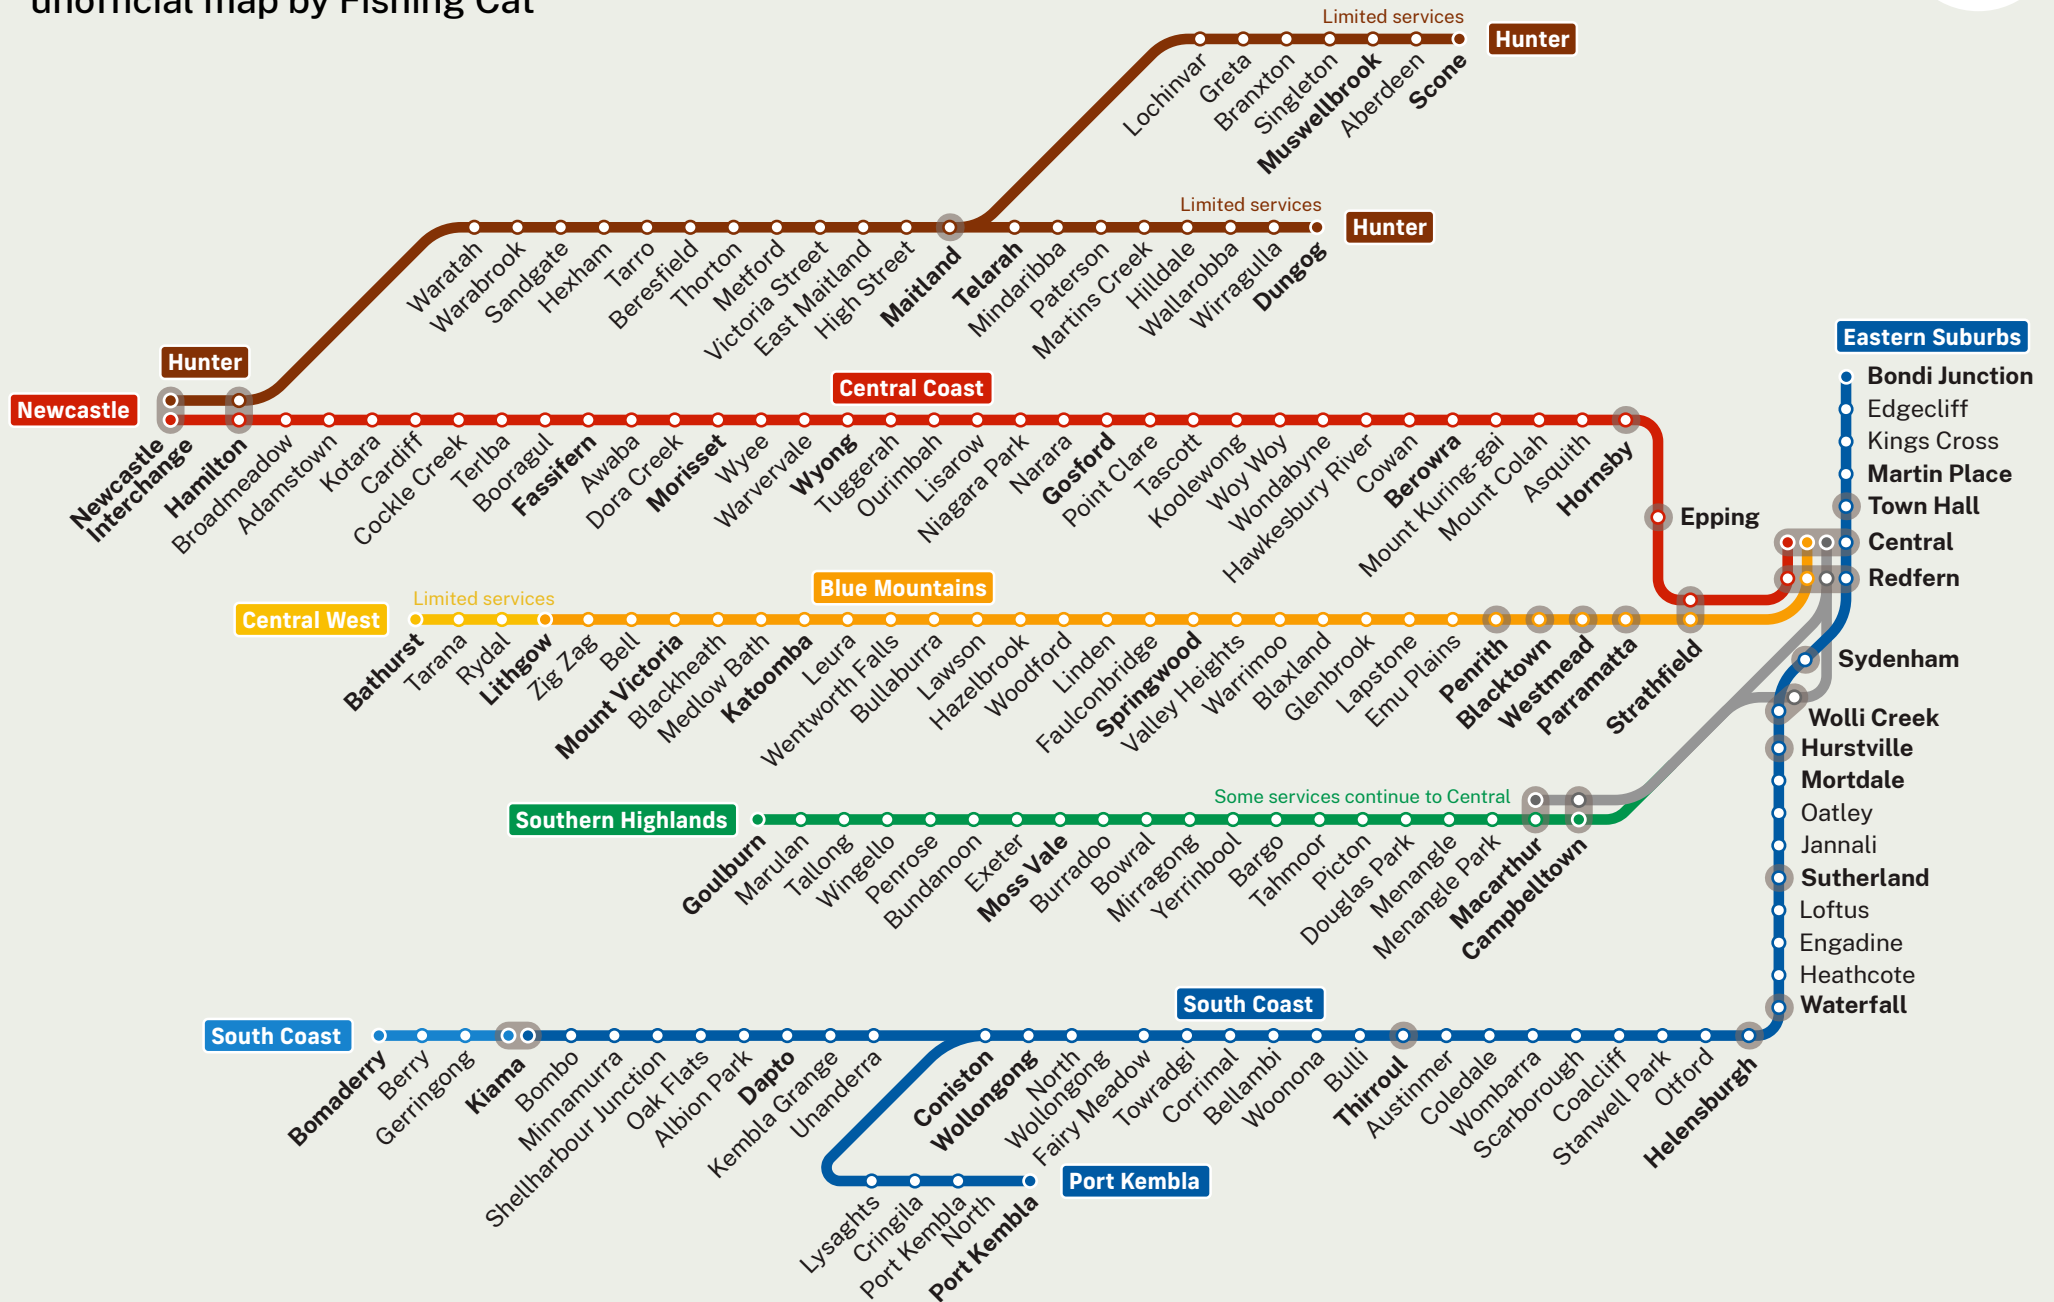 unofficial map by Fishing Cat
Limited services
Hunter
Lochinvar
Greta
Branxton
Singleton
Muswellbrook
Aberdeen
Scone
Limited services
Hunter
Waratah
Warabrook
Sandgate
Hexham
Tarro
Beresfield
Thornton
Metford
Victoria Street
East Maitland
High Street
Maitland
Telarah
Mindaribba
Paterson
Martins Creek
Hilldale
Wallarobba
Wirragulla
Dungog
Hunter
Newcastle
Central Coast
Newcastle
Interchange
Hamilton
Broadmeadow
Adamstown
Kotara
Cardiff
Cockle Creek
Terlba
Booragul
Fassifern
Awaba
Dora Creek
Morisset
Wyee
Warvervale
Wyong
Tuggerah
Ourimbah
Lisarow
Niagara Park
Narara
Gosford
Point Clare
Tascott
Koolewong
Woy Woy
Wondabyne
Hawkesbury River
Cowan
Berowra
Mount Kuring-gai
Mount Colah
Asquith
Hornsby
Epping
Eastern Suburbs
Bondi Junction
Edgecliff
Kings Cross
Martin Place
Town Hall
Central
Redfern
Sydenham
Wolli Creek
Hurstville
Mortdale
Oatley
Jannali
Sutherland
Loftus
Engadine
Heathcote
Waterfall
Blue Mountains
Limited services
Central West
Bathurst
Tarana
Rydal
Lithgow
Zig Zag
Bell
Mount Victoria
Blackheath
Medlow Bath
Katoomba
Leura
Wentworth Falls
Bullaburra
Lawson
Hazelbrook
Woodford
Linden
Faulconbridge
Springwood
Valley Heights
Warrimoo
Blaxland
Glenbrook
Lapstone
Emu Plains
Penrith
Blacktown
Westmead
Parramatta
Strathfield
Some services continue to Central
Southern Highlands
Goulburn
Marulan
Tallong
Wingello
Penrose
Bundanoon
Exeter
Moss Vale
Burradoo
Bowral
Mirragong
Yerrinbool
Bargo
Tahmoor
Picton
Douglas Park
Menangle
Menangle Park
Macarthur
Campbelltown
South Coast
South Coast
Bomaderry
Berry
Gerringong
Kiama
Bombo
Minnamurra
Shellharbour Junction
Oak Flats
Albion Park
Dapto
Kembla Grange
Unanderra
Coniston
Wollongong
North
Wollongong
Fairy Meadow
Towradgi
Corrimal
Bellambi
Woonona
Bulli
Thirroul
Austinmer
Coledale
Wombarra
Scarborough
Coalcliff
Stanwell Park
Otford
Helensburgh
Port Kembla
Lysaghts
Cringila
Port Kembla
North
Port Kembla